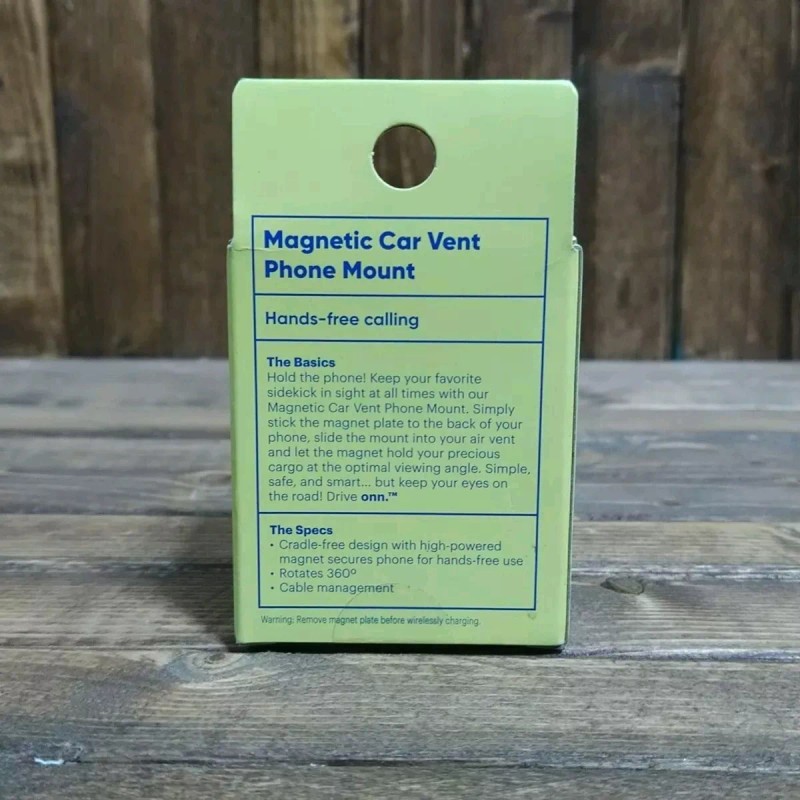 Magnetic Car Vent
Phone Mount
Hands-free calling
The Basics
Hold the phone! Keep your favorite
sidekick in sight at all times with our
Magnetic Car Vent Phone Mount. Simply
stick the magnet plate to the back of your
phone, slide the mount into your air vent
and let the magnet hold your precious
cargo at the optimal viewing angle. Simple,
safe, and smart... but keep your eyes on
the road! Drive onn.™
The Specs
• Cradle-free design with high-powered
magnet secures phone for hands-free use
• Rotates 360º
• Cable management
Warning: Remove magnet plate before wirelessly charging.